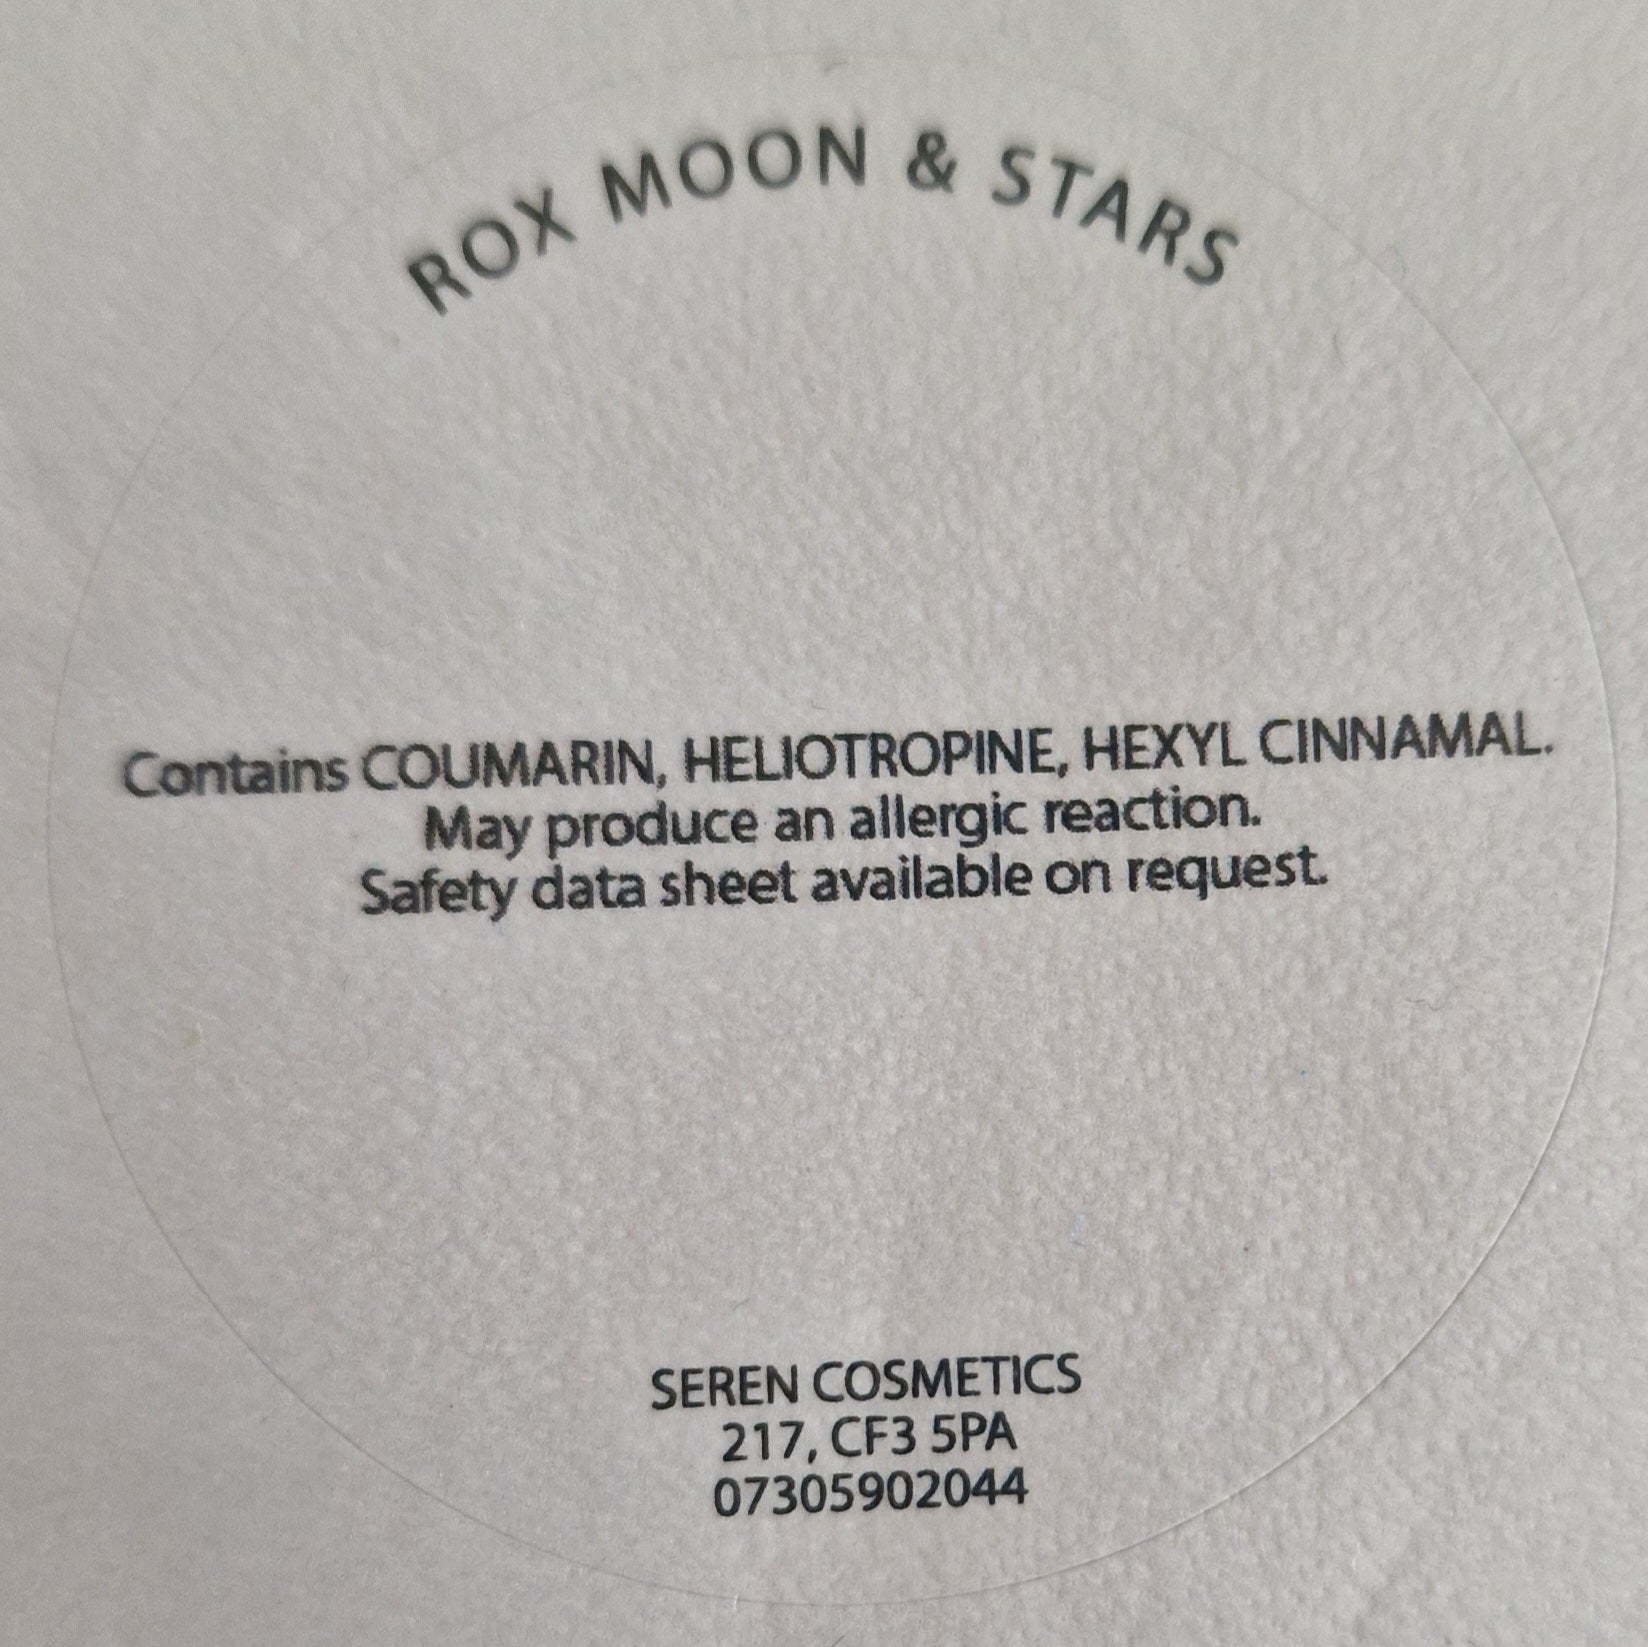 ROX MOON & STARS
Contains COUMARIN, HELIOTROPINE, HEXYL CINNAMAL.
May produce an allergic reaction.
Safety data sheet available on request.
SEREN COSMETICS
217, CF3 5PA
07305902044